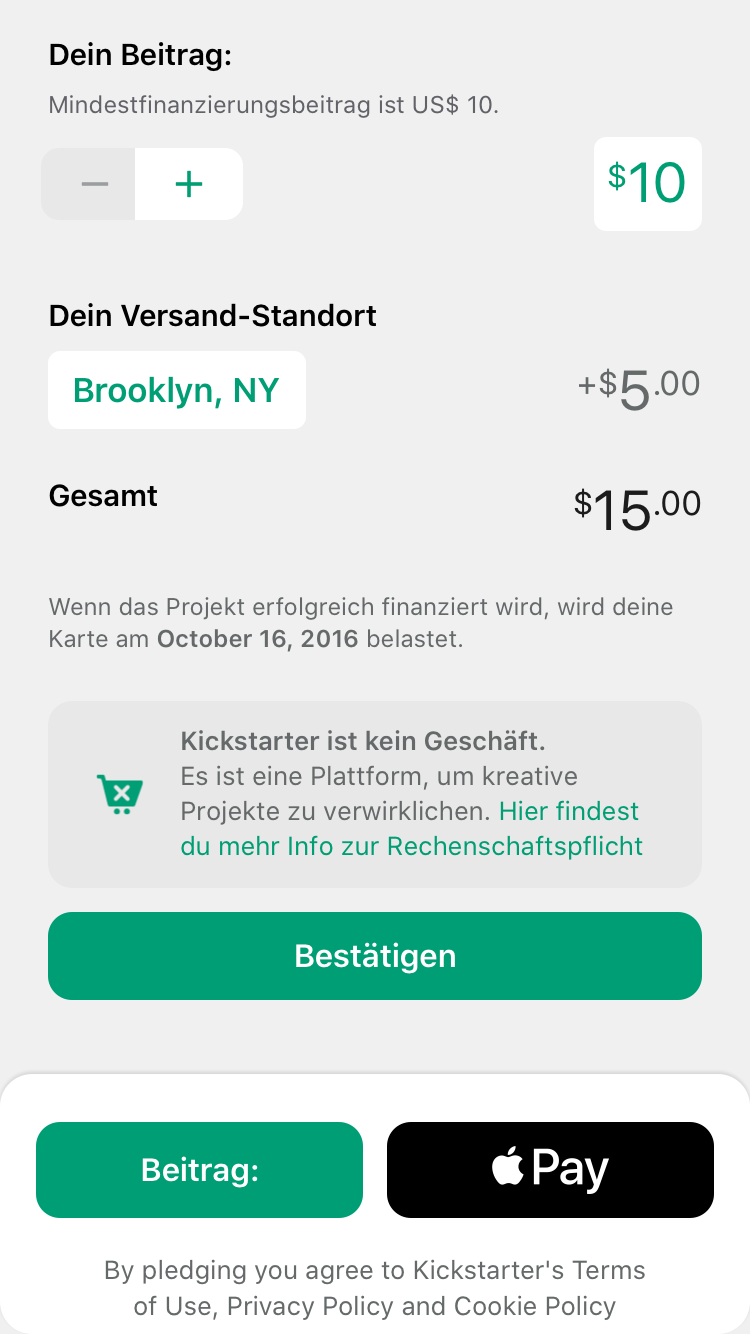 Dein Beitrag:
Mindestfinanzierungsbeitrag ist US$ 10.
− +
$10
Dein Versand-Standort
Brooklyn, NY
+$5.00
Gesamt
$15.00
Wenn das Projekt erfolgreich finanziert wird, wird deine
Karte am October 16, 2016 belastet.
Kickstarter ist kein Geschäft.
Es ist eine Plattform, um kreative
Projekte zu verwirklichen. Hier findest
du mehr Info zur Rechenschaftspflicht
Bestätigen
Beitrag:
Pay
By pledging you agree to Kickstarter's Terms
of Use, Privacy Policy and Cookie Policy